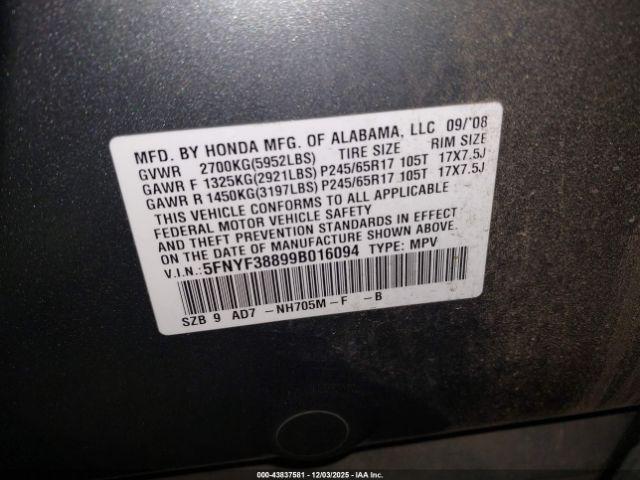 MFD. BY HONDA MFG. OF ALABAMA, LLC 09/'08
GVWR 2700KG(5952LBS) TIRE SIZE RIM SIZE
GAWR F 1325KG(2921LBS) P245/65R17 105T 17X7.5J
GAWR R 1450KG(3197LBS) P245/65R17 105T 17X7.5J
THIS VEHICLE CONFORMS TO ALL APPLICABLE
FEDERAL MOTOR VEHICLE SAFETY
AND THEFT PREVENTION STANDARDS IN EFFECT
ON THE DATE OF MANUFACTURE SHOWN ABOVE.
V.I.N.:5FNYF38899B016094 TYPE: MPV
SZB 9 AD7 -NH705M-F -B
000-43837581 - 12/03/2025 - IAA Inc.